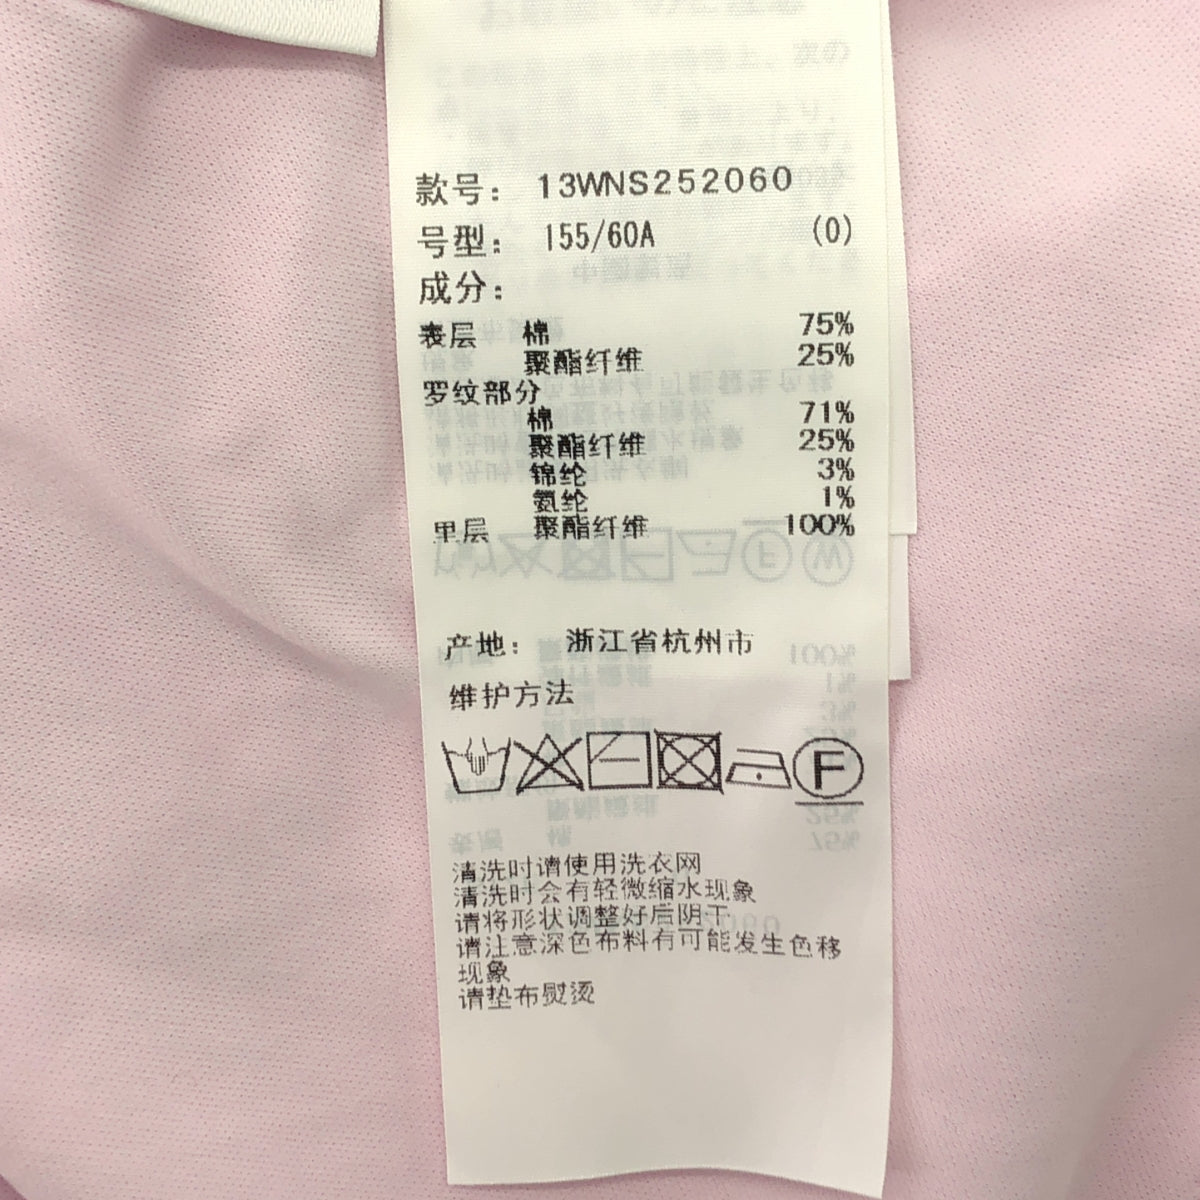 款号: 13WNS252060
号型: 155/60A (0)
成分:
表层 棉 75%
聚酯纤维 25%
罗纹部分
棉 71%
聚酯纤维 25%
锦纶 3%
氨纶 1%
里层 聚酯纤维 100%
产地: 浙江省杭州市
维护方法
F
清洗时请使用洗衣网
清洗时会有轻微缩水现象
请将形状调整好后阴干
请注意深色布料有可能发生色移
现象
请垫布熨烫